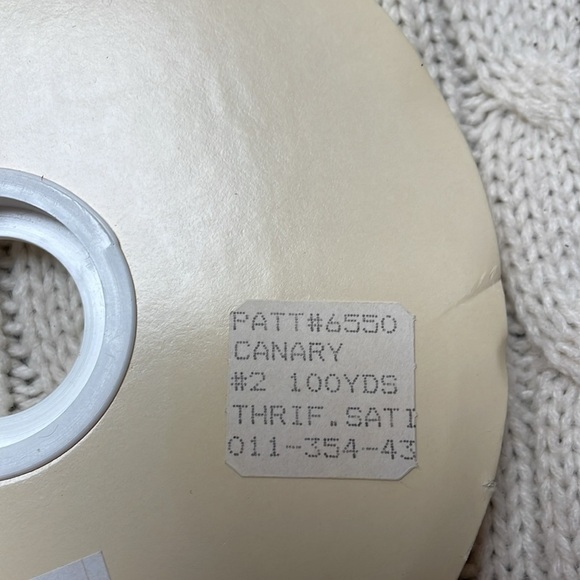 PATT#6550
CANARY
#2 100YDS
THRIF.SATI
011-354-43